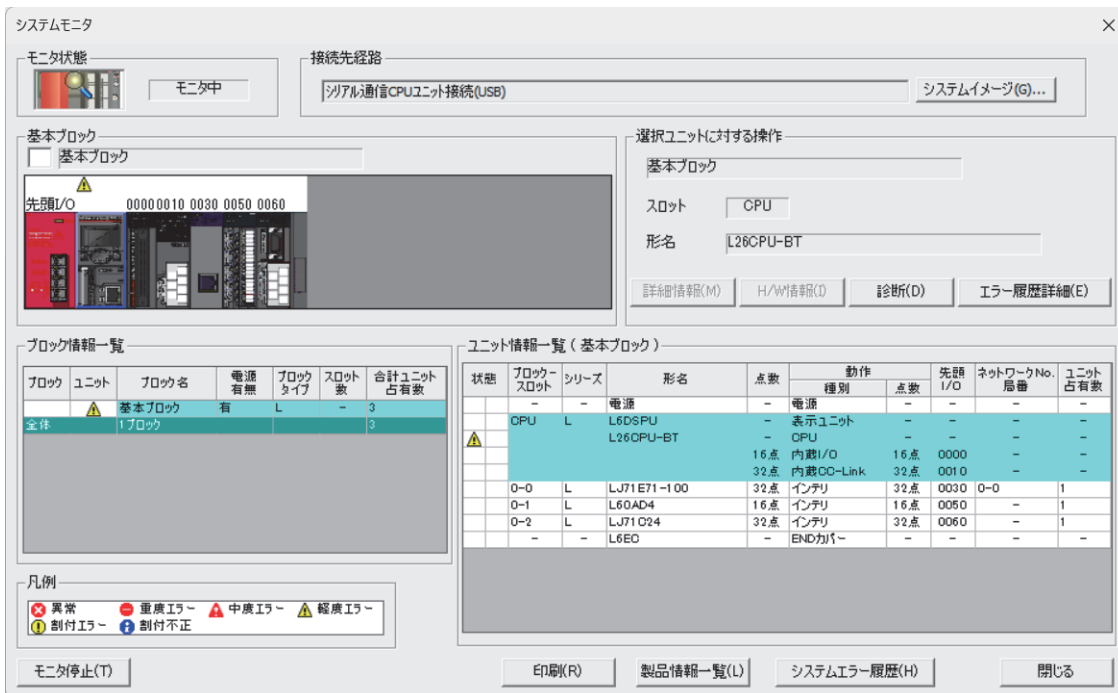 システムモニタ
モニタ状態
モニタ中
接続先経路
シリアル通信CPUユニット接続(USB)
システムイメージ(G)...
基本ブロック
基本ブロック
先頭I/O 00000010 0030 0050 0060
選択ユニットに対する操作
基本ブロック
スロット CPU
形名 L26CPU-BT
詳細情報(M) H/W情報(I) 診断(D) エラー履歴詳細(E)
ブロック情報一覧
ブロック ユニット ブロック名 電源有無 ブロックタイプ スロット数 合計ユニット占有数
基本ブロック 有 L - 3
全体 1ブロック 3
ユニット情報一覧(基本ブロック)
状態 ブロック-スロット シリーズ 形名 点数 動作 先頭I/O ネットワークNo.局番 ユニット占有数
種別 点数
- - 電源 - 電源 - - - -
CPU L L6DSPU - 表示ユニット - - - -
L26CPU-BT - CPU - - - -
16点 内蔵I/O 16点 0000 - -
32点 内蔵CC-Link 32点 0010 - -
0-0 L LJ71E71-100 32点 インテリ 32点 0030 0-0 1
0-1 L L60AD4 16点 インテリ 16点 0050 - 1
0-2 L LJ71C24 32点 インテリ 32点 0060 - 1
- - L6EC - ENDカバー - - - -
凡例
異常 重度エラー 中度エラー 軽度エラー
割付エラー 割付不正
モニタ停止(T) 印刷(R) 製品情報一覧(L) システムエラー履歴(H) 閉じる